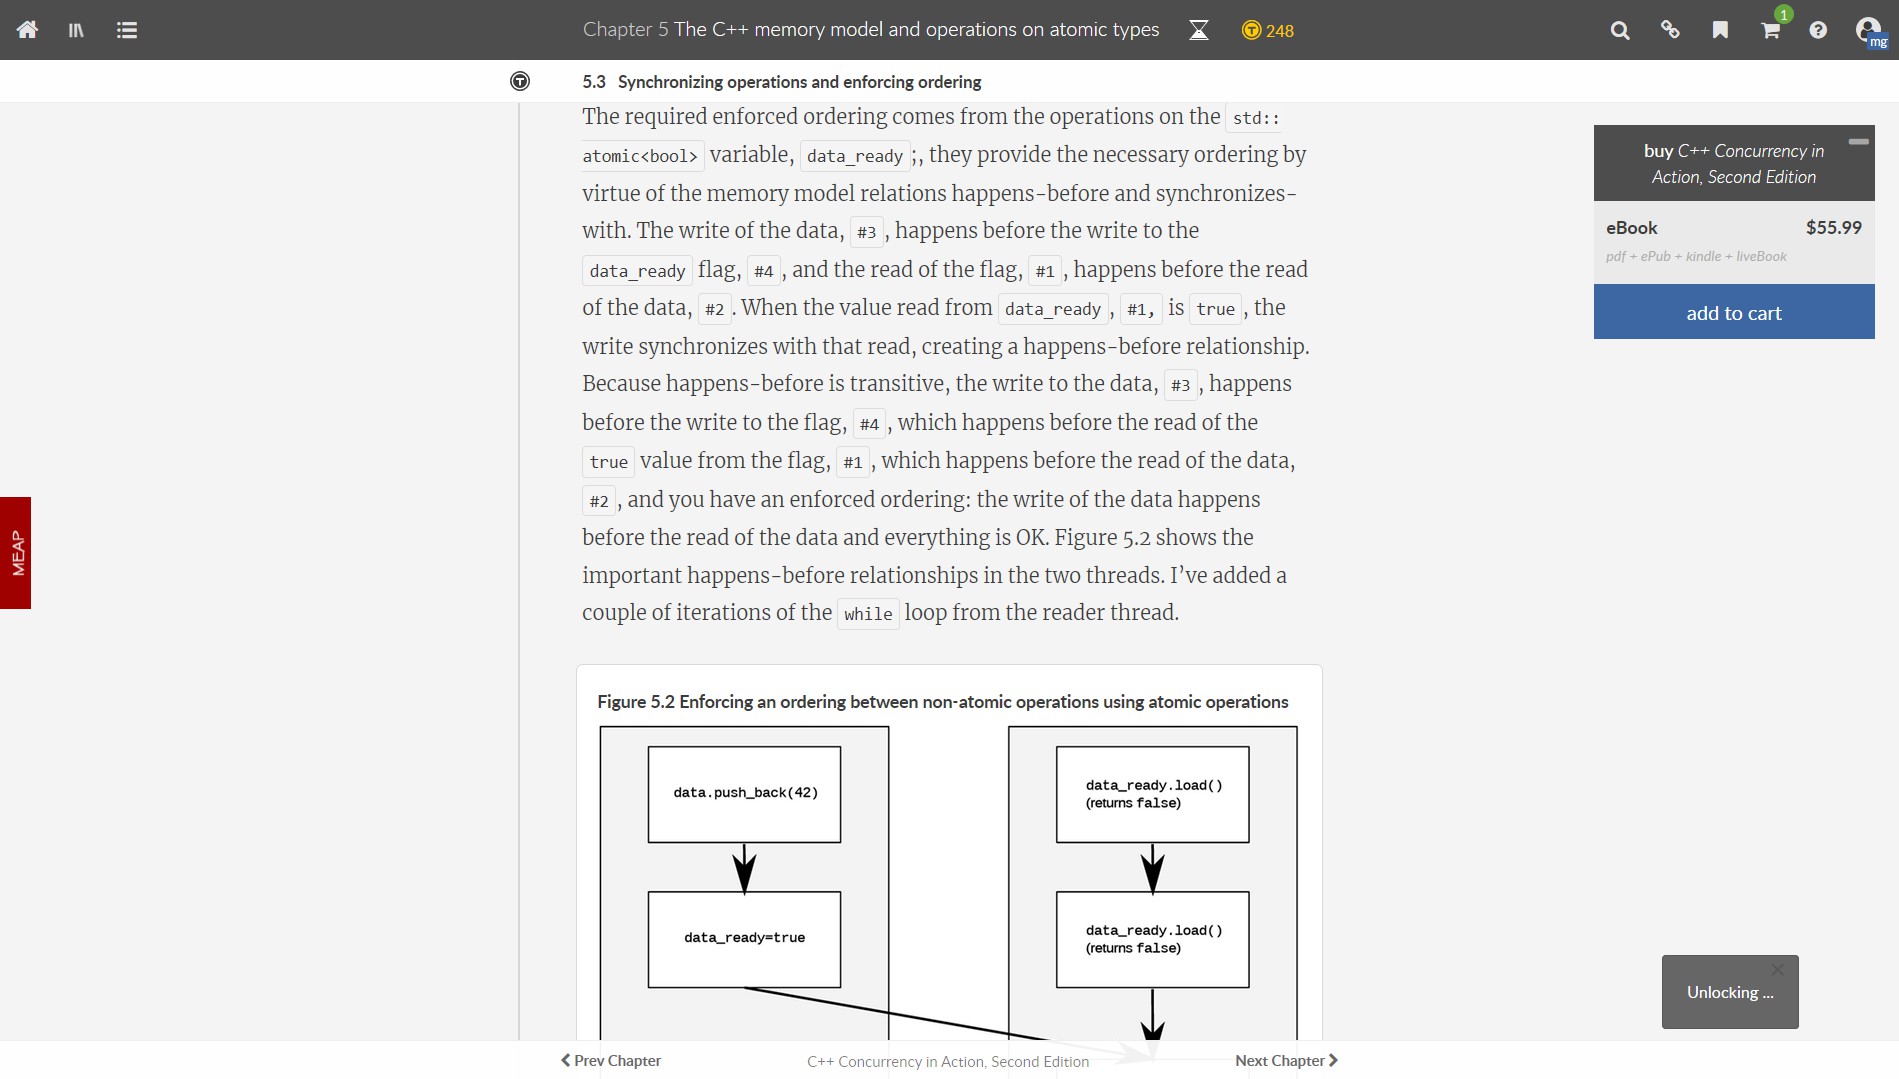 Chapter 5 The C++ memory model and operations on atomic types
248
1
mg
5.3 Synchronizing operations and enforcing ordering
The required enforced ordering comes from the operations on the std::
atomic<bool> variable, data_ready ;, they provide the necessary ordering by
virtue of the memory model relations happens-before and synchronizes-
with. The write of the data, #3 , happens before the write to the
data_ready flag, #4 , and the read of the flag, #1 , happens before the read
of the data, #2 . When the value read from data_ready , #1, is true , the
write synchronizes with that read, creating a happens-before relationship.
Because happens-before is transitive, the write to the data, #3 , happens
before the write to the flag, #4 , which happens before the read of the
true value from the flag, #1 , which happens before the read of the data,
#2 , and you have an enforced ordering: the write of the data happens
before the read of the data and everything is OK. Figure 5.2 shows the
important happens-before relationships in the two threads. I’ve added a
couple of iterations of the while loop from the reader thread.
buy C++ Concurrency in
Action, Second Edition
eBook $55.99
pdf + ePub + kindle + liveBook
add to cart
MEAP
Figure 5.2 Enforcing an ordering between non-atomic operations using atomic operations
data.push_back(42)
data_ready=true
data_ready.load()
(returns false)
data_ready.load()
(returns false)
Unlocking ...
Prev Chapter
C++ Concurrency in Action, Second Edition
Next Chapter